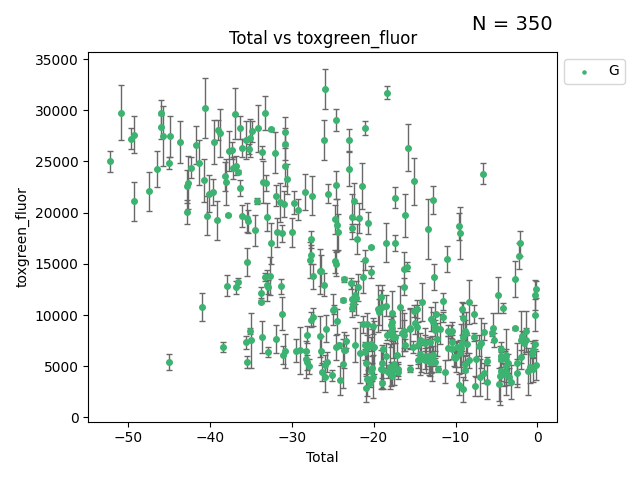 N = 350
Total vs toxgreen_fluor
G
35000
30000
25000
20000
15000
10000
5000
0
toxgreen_fluor
−50 −40 −30 −20 −10 0
Total